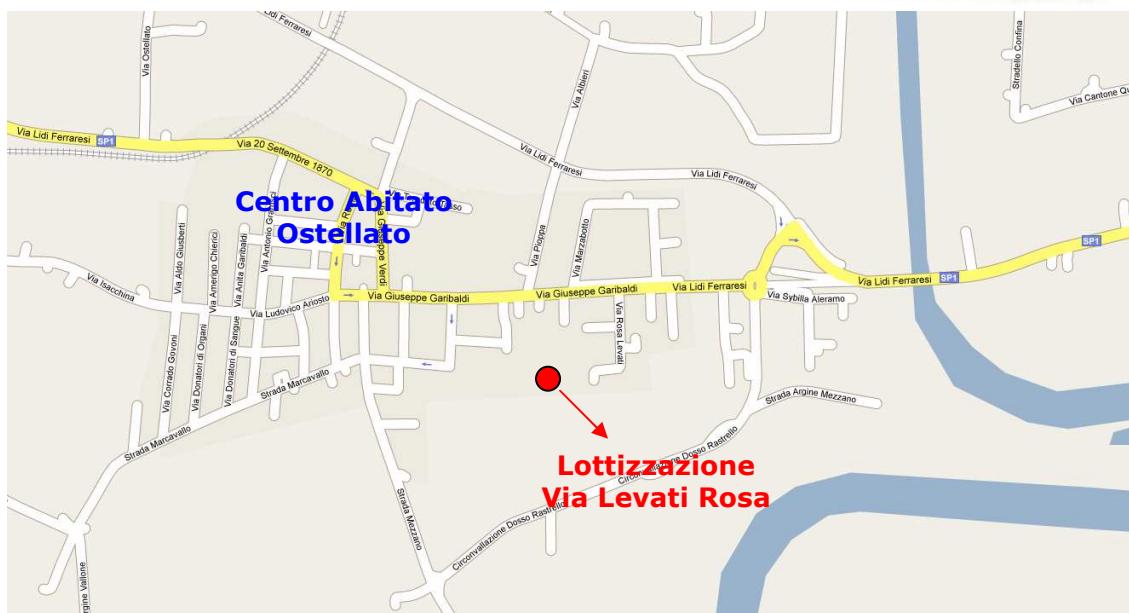 Stradello Confina
Via Ostellato
Via Lidi Ferraresi
Via Albieri
Via Cantone
Via Lidi Ferraresi
SP1
Via 20 Settembre 1870
Via Lidi Ferraresi
Via Lidi Ferraresi
Centro Abitato
Ostellato
Via Antonio Gramsci
Via Giuseppe Verdi
Via Aldo Giusberti
Via Amerigo Chierici
Via Anita Garibaldi
Via Pioppa
Via Marzabotto
SP1
Via Isacchina
Via Ludovico Ariosto
Via Giuseppe Garibaldi
Via Giuseppe Garibaldi
Via Lidi Ferraresi
Via Lidi Ferraresi
SP1
Via Sybilla Aleramo
Via Rosa Levati
Via Corrado Govoni
Via Donatori di Organi
Via Donatori di Sangue
Strada Marcavallo
Strada Marcavallo
Strada Argine Mezzano
Lottizzazione
Via Levati Rosa
Circonvallazione Dosso Rastrello
Circonvallazione Dosso Rastrello
Strada Mezzano
Argine Vallone